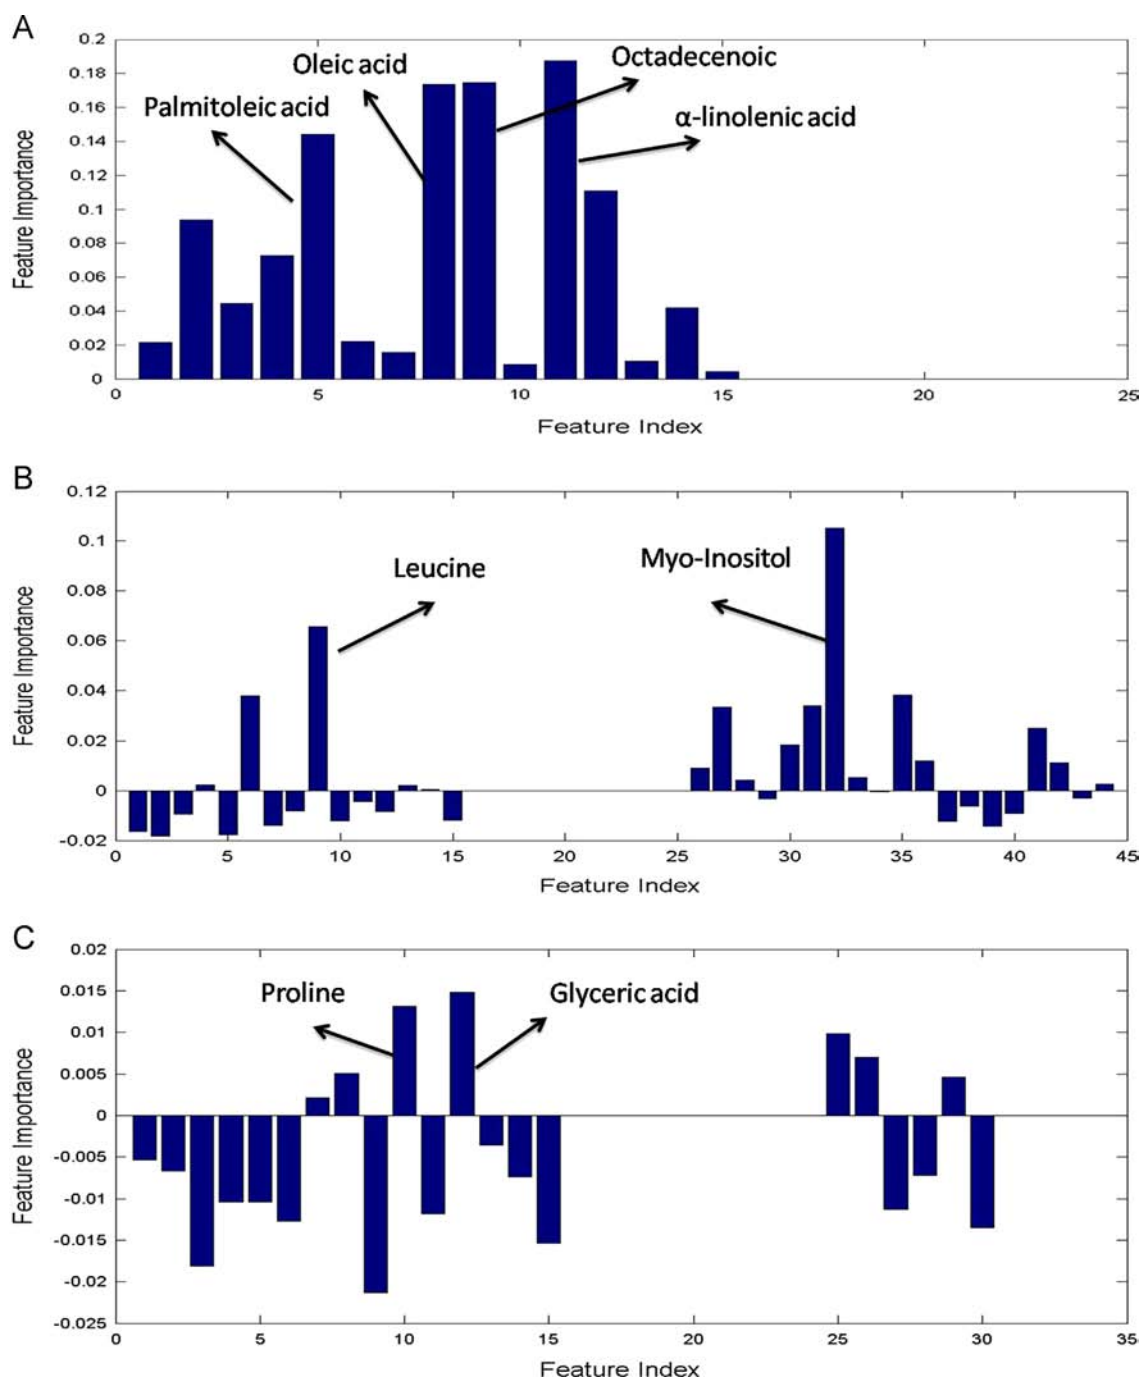 A
0.2
0.18
0.16
0.14
0.12
0.1
0.08
0.06
0.04
0.02
0
Feature Importance
Palmitoleic acid
Oleic acid
Octadecenoic
α-linolenic acid
0 5 10 15 20 25
Feature Index
B
0.12
0.1
0.08
0.06
0.04
0.02
0
-0.02
Feature Importance
Leucine
Myo-Inositol
0 5 10 15 20 25 30 35 40 45
Feature Index
C
0.02
0.015
0.01
0.005
0
-0.005
-0.01
-0.015
-0.02
-0.025
Feature Importance
Proline
Glyceric acid
0 5 10 15 20 25 30 35
Feature Index